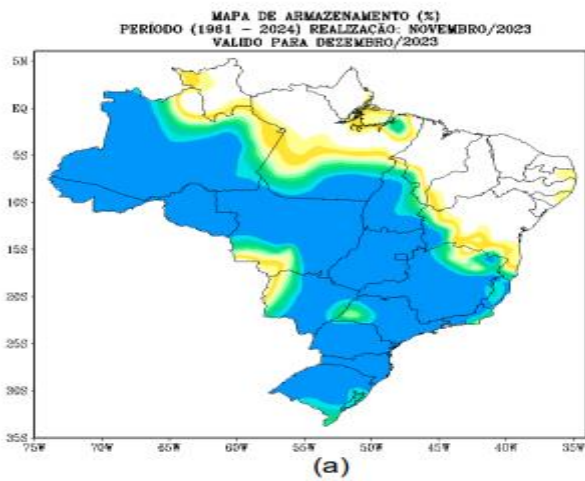 MAPA DE ARMAZENAMENTO (%)
PERÍODO (1961 - 2024) REALIZAÇÃO: NOVEMBRO/2023
VALIDO PARA DEZEMBRO/2023
5N
EQ
5S
10S
15S
20S
25S
30S
35S
75W 70W 65W 60W 55W 50W 45W 40W 35W
(a)